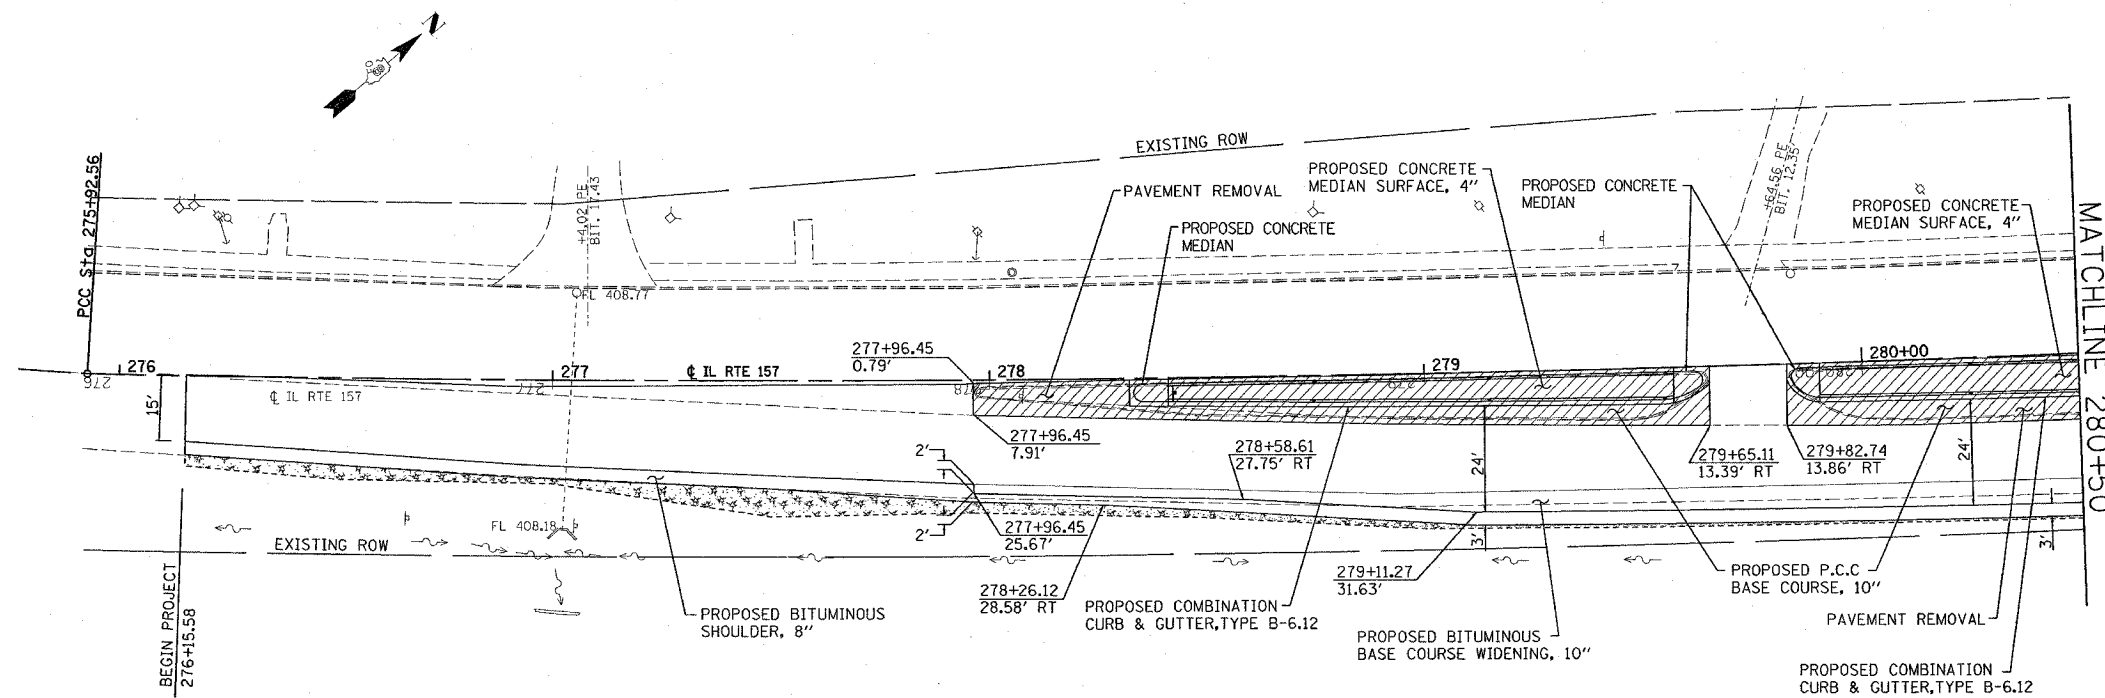 N
EXISTING ROW
PCC Sta 275+92.56
+4.02 PE
BIT. 17.43
PAVEMENT REMOVAL
PROPOSED CONCRETE
MEDIAN SURFACE, 4"
PROPOSED CONCRETE
MEDIAN
+64.56 PE
BIT. 12.35'
PROPOSED CONCRETE
MEDIAN SURFACE, 4"
PROPOSED CONCRETE
MEDIAN
MATCHLINE 280+50
FL 408.77
276
276
277
277
277+96.45
0.79'
℄ IL RTE 157
278
278
279
279
280+00
℄ IL RTE 157
15'
277+96.45
7.91'
2'
278+58.61
27.75' RT
24'
279+65.11
13.39' RT
279+82.74
13.86' RT
24'
FL 408.18
2'
277+96.45
25.67'
3'
3'
EXISTING ROW
BEGIN PROJECT
276+15.58
278+26.12
28.58' RT
279+11.27
31.63'
PROPOSED BITUMINOUS
SHOULDER, 8"
PROPOSED COMBINATION
CURB & GUTTER,TYPE B-6.12
PROPOSED BITUMINOUS
BASE COURSE WIDENING, 10"
PROPOSED P.C.C
BASE COURSE, 10"
PAVEMENT REMOVAL
PROPOSED COMBINATION
CURB & GUTTER,TYPE B-6.12